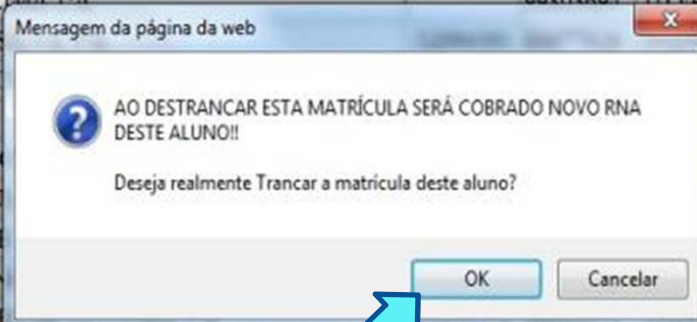 Mensagem da página da web
AO DESTRANCAR ESTA MATRÍCULA SERÁ COBRADO NOVO RNA
DESTE ALUNO!!
Deseja realmente Trancar a matricula deste aluno?
OK
Cancelar